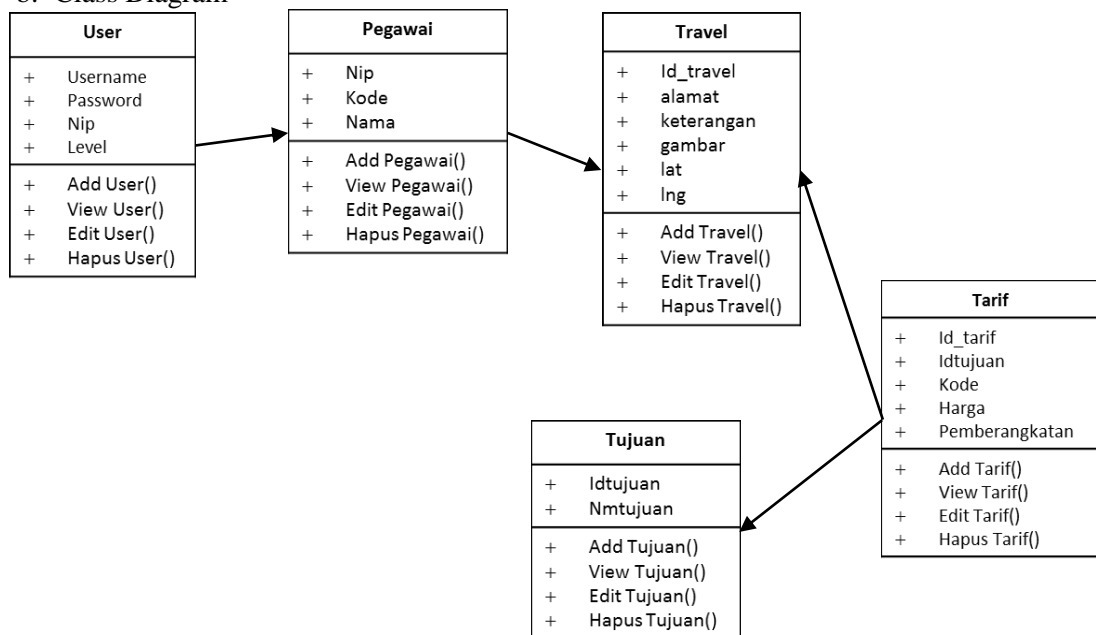 Class Diagram
User
+ Username
+ Password
+ Nip
+ Level
+ Add User()
+ View User()
+ Edit User()
+ Hapus User()
Pegawai
+ Nip
+ Kode
+ Nama
+ Add Pegawai()
+ View Pegawai()
+ Edit Pegawai()
+ Hapus Pegawai()
Travel
+ Id_travel
+ alamat
+ keterangan
+ gambar
+ lat
+ lng
+ Add Travel()
+ View Travel()
+ Edit Travel()
+ Hapus Travel()
Tarif
+ Id_tarif
+ Idtujuan
+ Kode
+ Harga
+ Pemberangkatan
+ Add Tarif()
+ View Tarif()
+ Edit Tarif()
+ Hapus Tarif()
Tujuan
+ Idtujuan
+ Nmtujuan
+ Add Tujuan()
+ View Tujuan()
+ Edit Tujuan()
+ Hapus Tujuan()